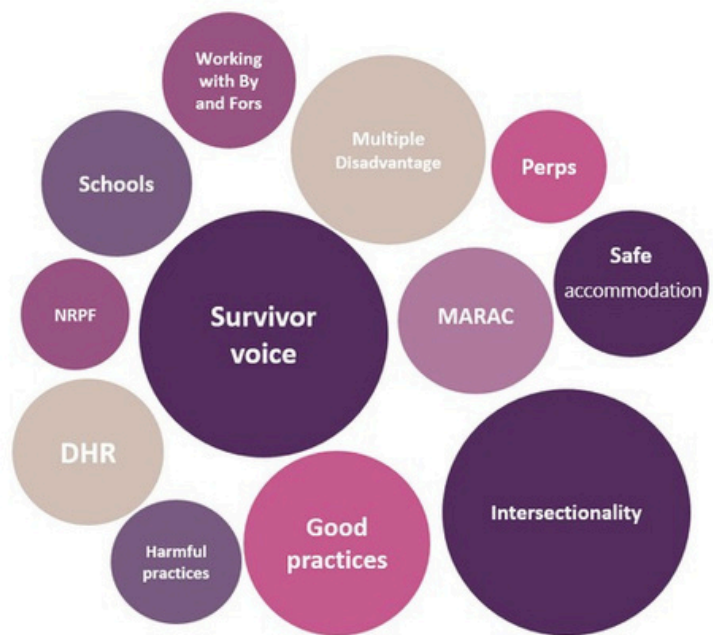 Working
with By
and Fors
Multiple
Disadvantage
Perps
Schools
Safe
accommodation
NRPF
Survivor
voice
MARAC
DHR
Good
practices
Intersectionality
Harmful
practices